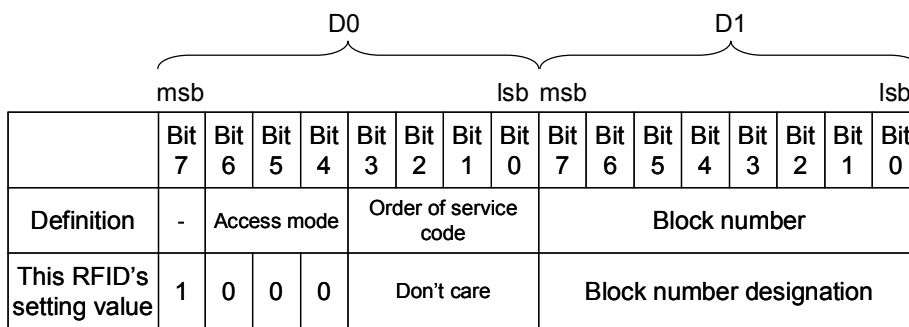 D0 D1
msb lsb msb lsb
Bit 7 Bit 6 Bit 5 Bit 4 Bit 3 Bit 2 Bit 1 Bit 0 Bit 7 Bit 6 Bit 5 Bit 4 Bit 3 Bit 2 Bit 1 Bit 0
Definition - Access mode Order of service code Block number
This RFID's setting value 1 0 0 0 Don't care Block number designation